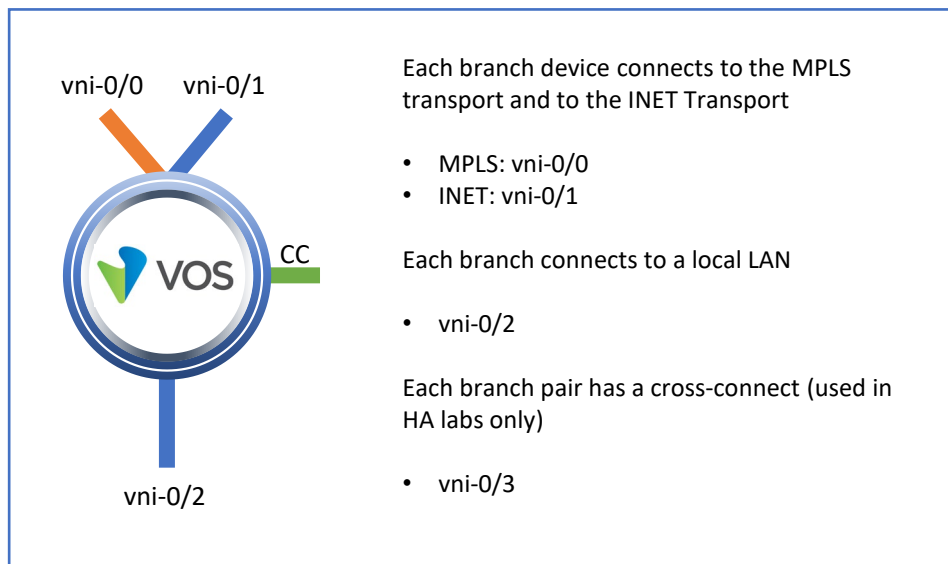 vni-0/0 vni-0/1
CC
VOS
vni-0/2
Each branch device connects to the MPLS
transport and to the INET Transport
• MPLS: vni-0/0
• INET: vni-0/1
Each branch connects to a local LAN
• vni-0/2
Each branch pair has a cross-connect (used in
HA labs only)
• vni-0/3